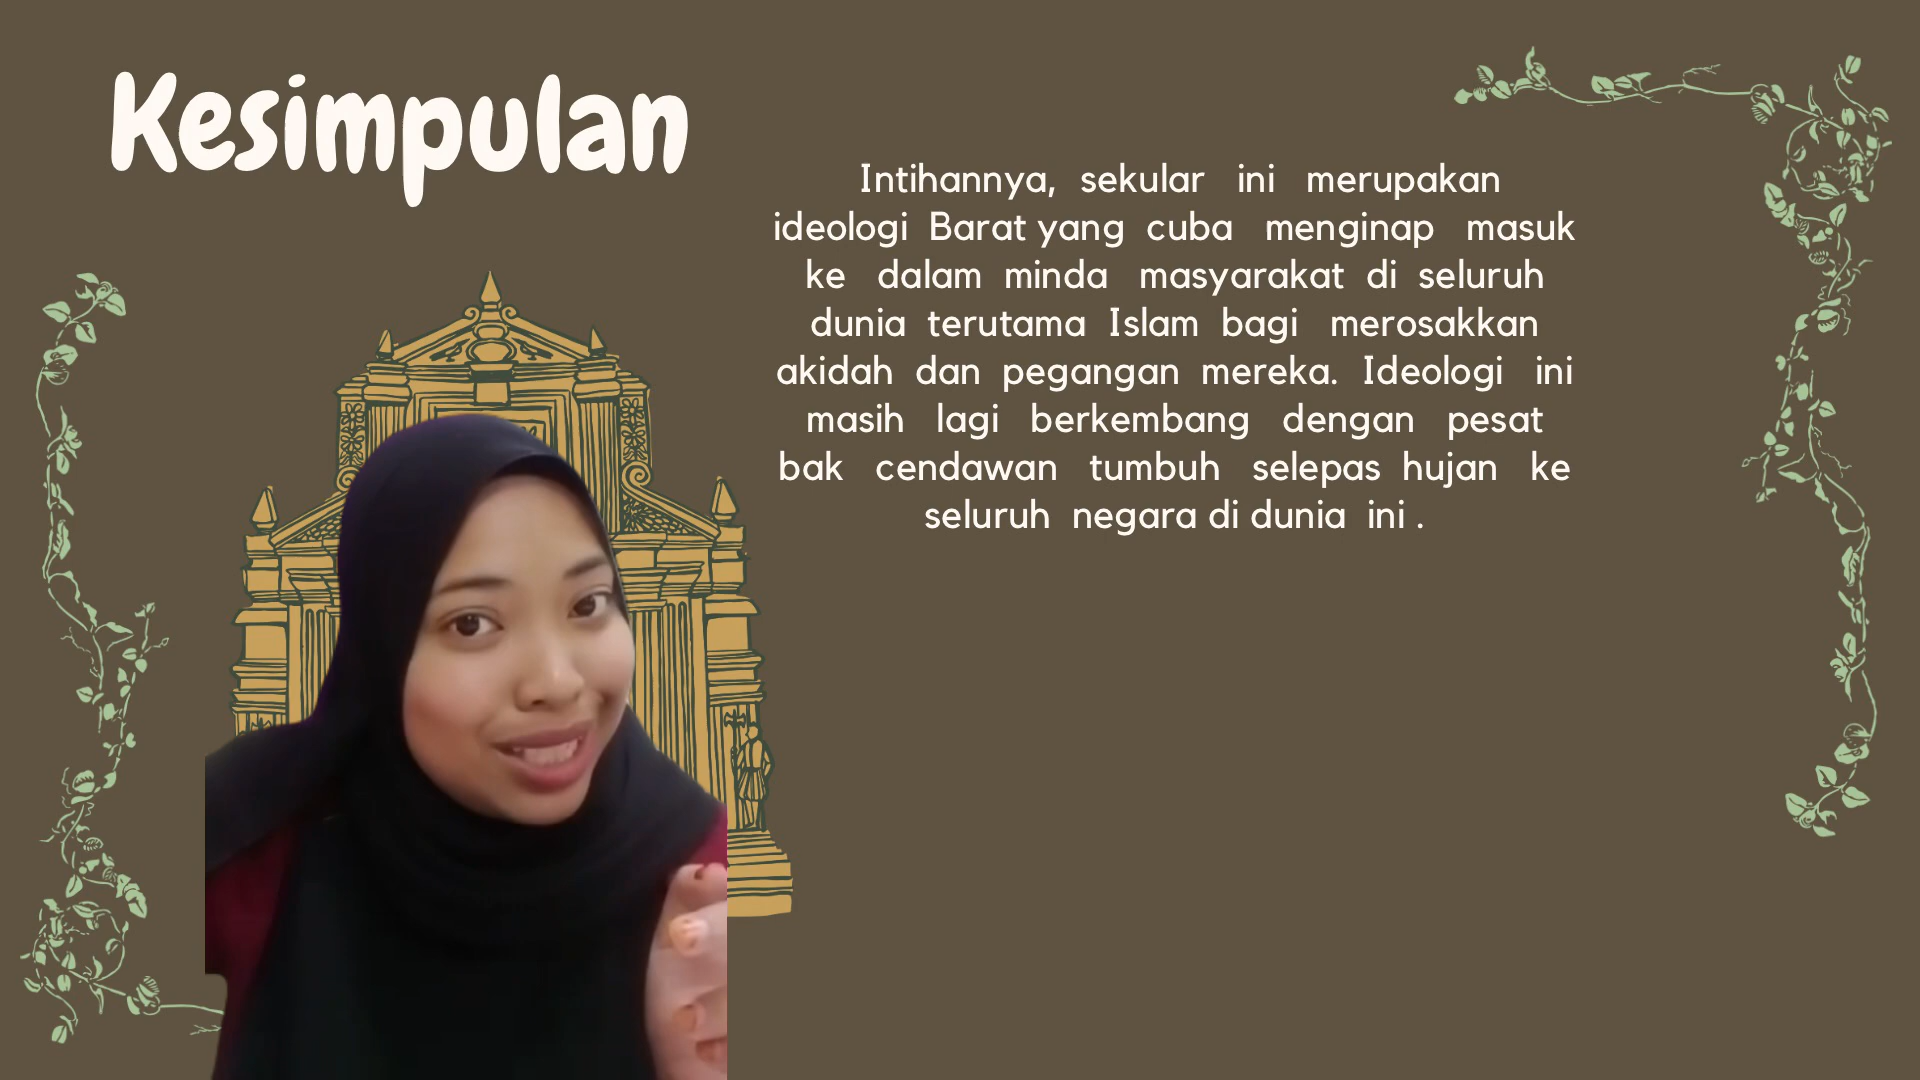 Kesimpulan
Intihannya, sekular ini merupakan
ideologi Barat yang cuba menginap masuk
ke dalam minda masyarakat di seluruh
dunia terutama Islam bagi merosakkan
akidah dan pegangan mereka. Ideologi ini
masih lagi berkembang dengan pesat
bak cendawan tumbuh selepas hujan ke
seluruh negara di dunia ini .